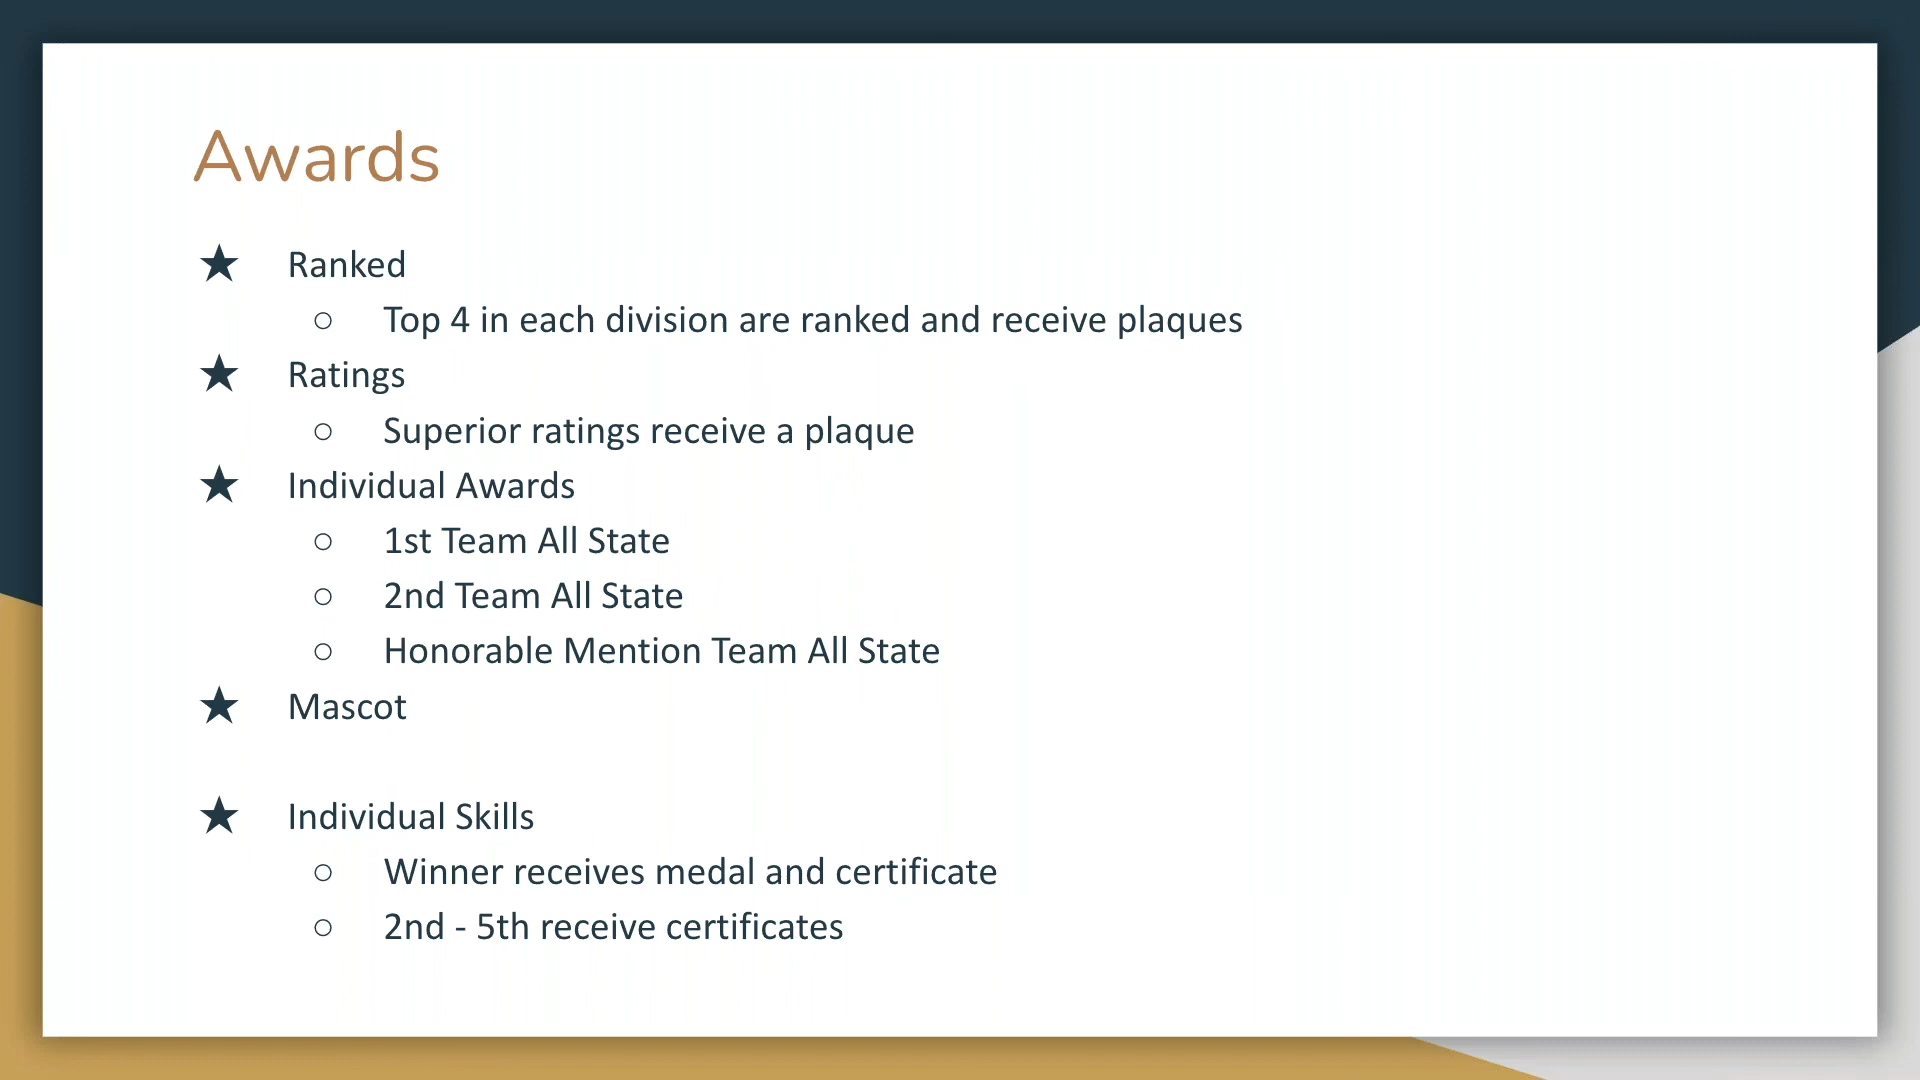 Awards
★ Ranked
○ Top 4 in each division are ranked and receive plaques
★ Ratings
○ Superior ratings receive a plaque
★ Individual Awards
○ 1st Team All State
○ 2nd Team All State
○ Honorable Mention Team All State
★ Mascot
★ Individual Skills
○ Winner receives medal and certificate
○ 2nd - 5th receive certificates